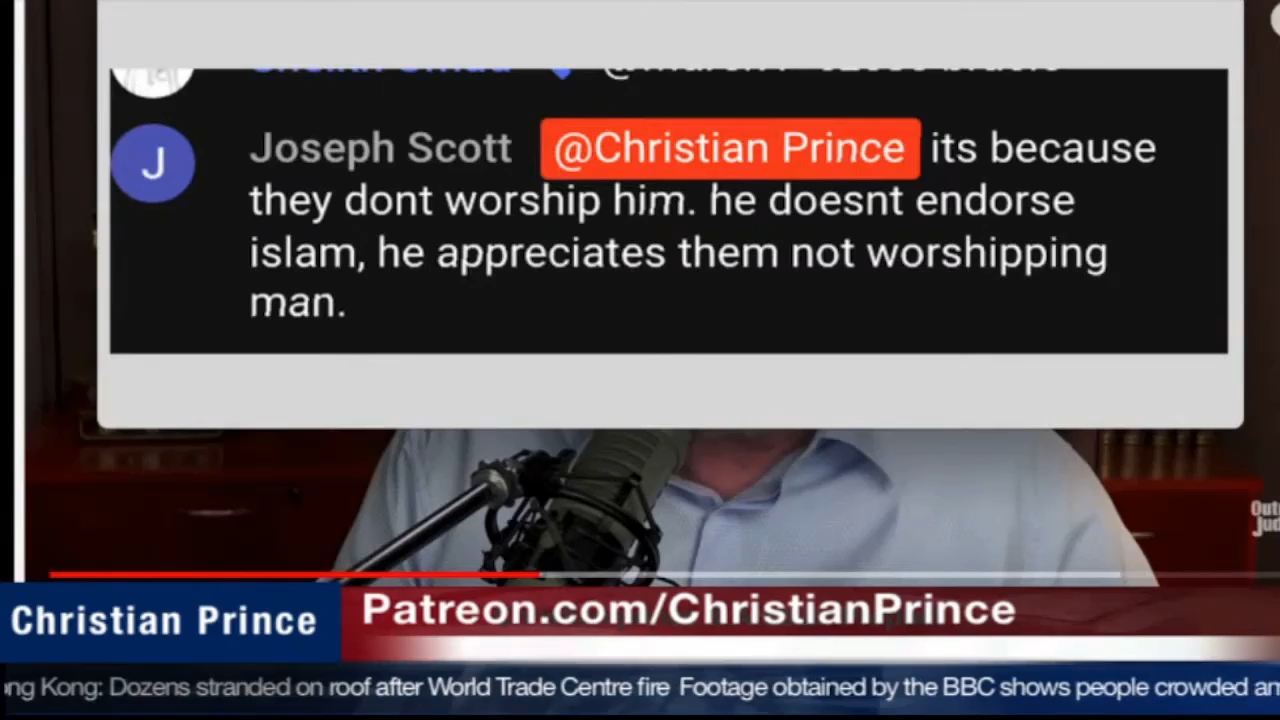 J
Joseph Scott @Christian Prince its because
they dont worship him. he doesnt endorse
islam, he appreciates them not worshipping
man.
Christian Prince
Patreon.com/ChristianPrince
ng Kong: Dozens stranded on roof after World Trade Centre fire Footage obtained by the BBC shows people crowded